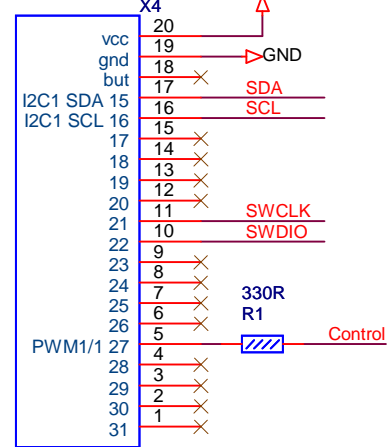 X4
vcc 20
gnd 19 GND
but 18
I2C1 SDA 15 17 SDA
I2C1 SCL 16 16 SCL
17 15
18 14
19 13
20 12
21 11 SWCLK
22 10 SWDIO
23 9
24 8
25 7
26 6
330R
R1
PWM1/1 27 5 Control
28 4
29 3
30 2
31 1